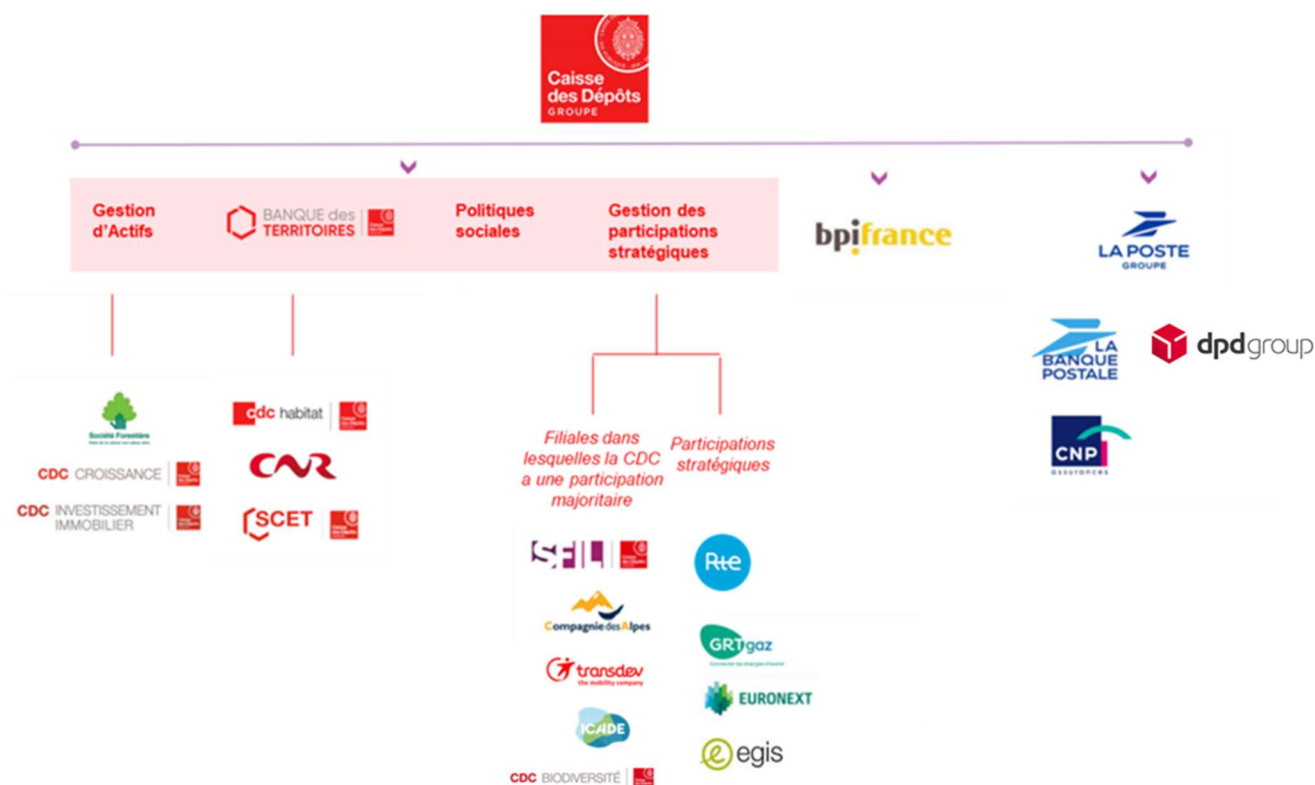 Caisse
des Dépôts
GROUPE
Gestion
d'Actifs
BANQUE des
TERRITOIRES
Politiques
sociales
Gestion des
participations
stratégiques
bpifrance
LA POSTE
GROUPE
LA
BANQUE
POSTALE
dpdgroup
CNP
assurances
Société Forestière
CDC CROISSANCE
CDC INVESTISSEMENT
IMMOBILIER
cdc habitat
CNR
SCET
Filiales dans
lesquelles la CDC
a une participation
majoritaire
Participations
stratégiques
SFIL
Compagnie des Alpes
transdev
the mobility company
ICADE
CDC BIODIVERSITÉ
Rte
GRTgaz
EURONEXT
egis